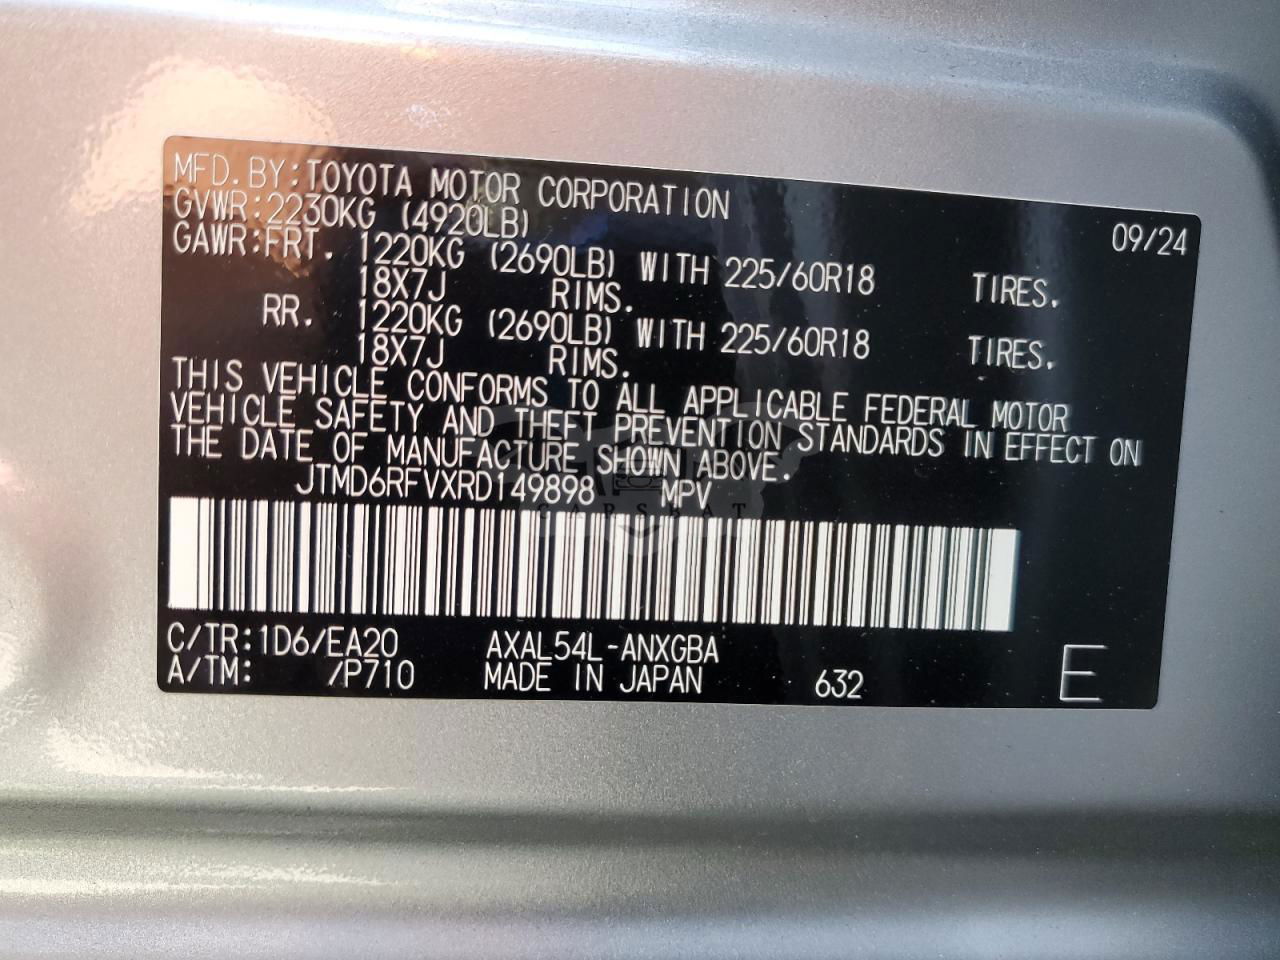 MFD. BY: TOYOTA MOTOR CORPORATION
GVWR: 2230KG (4920LB) 09/24
GAWR: FRT. 1220KG (2690LB) WITH 225/60R18 TIRES.
18X7J RIMS.
RR. 1220KG (2690LB) WITH 225/60R18 TIRES.
18X7J RIMS.
THIS VEHICLE CONFORMS TO ALL APPLICABLE FEDERAL MOTOR
VEHICLE SAFETY AND THEFT PREVENTION STANDARDS IN EFFECT ON
THE DATE OF MANUFACTURE SHOWN ABOVE.
JTMD6RFVXRD149898 MPV
CARSBAT
C/TR: 1D6/EA20 AXAL54L-ANXGBA
A/TM: /P710 MADE IN JAPAN 632 E